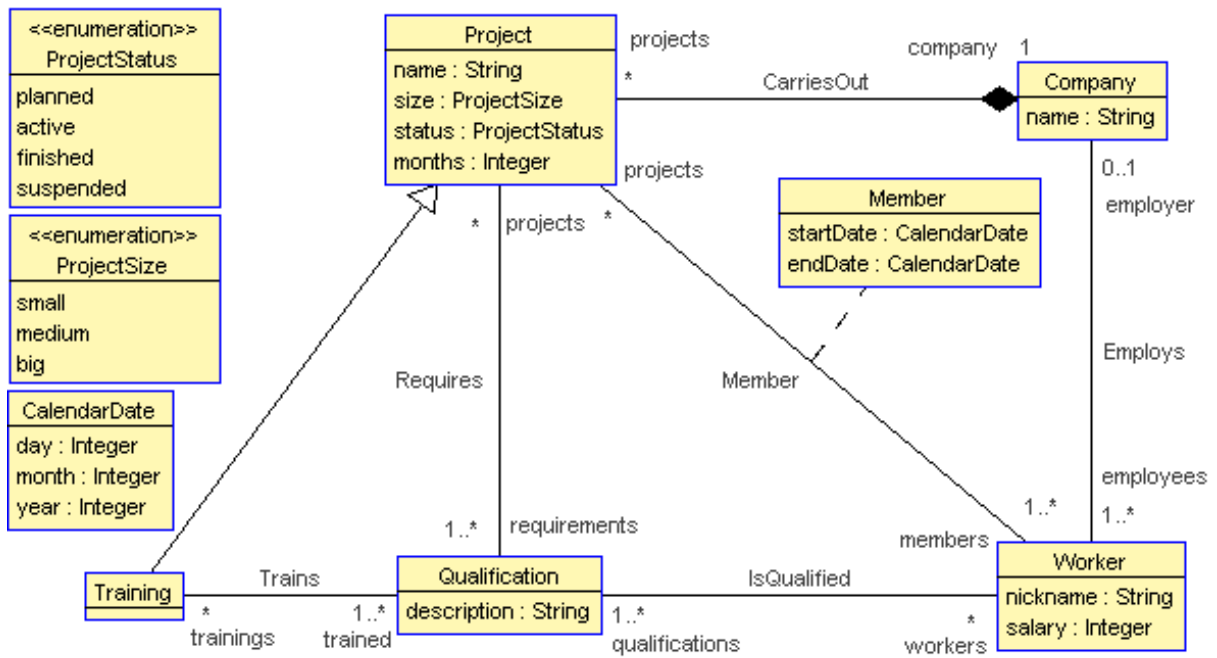 <<enumeration>>
ProjectStatus
planned
active
finished
suspended
<<enumeration>>
ProjectSize
small
medium
big
CalendarDate
day : Integer
month : Integer
year : Integer
Project
name : String
size : ProjectSize
status : ProjectStatus
months : Integer
projects
*
CarriesOut
company 1
Company
name : String
projects
*
Member
startDate : CalendarDate
endDate : CalendarDate
0..1
employer
* projects
Requires
Member
Employs
employees
1..*
1..*
members
1..* requirements
Training
Trains
*
trainings
1..*
trained
Qualification
description : String
IsQualified
1..*
qualifications
*
workers
Worker
nickname : String
salary : Integer